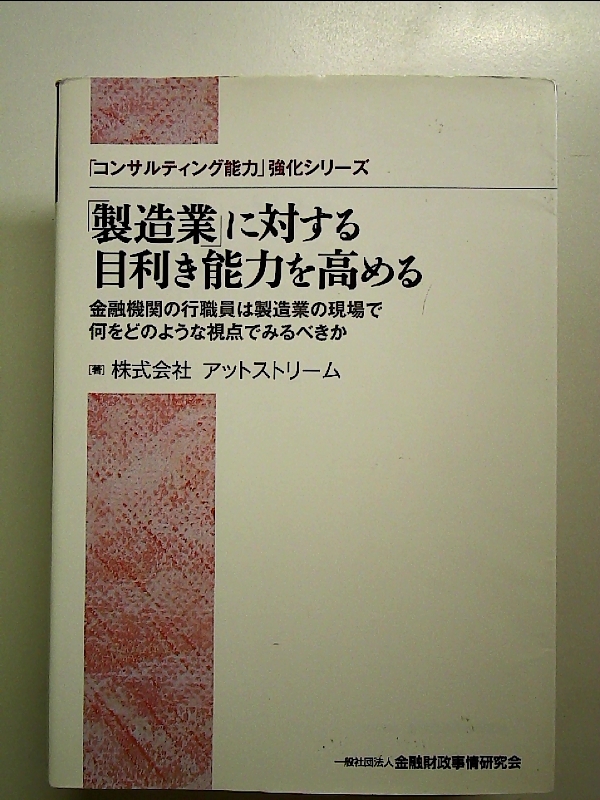 「コンサルティング能力」強化シリーズ
「製造業」に対する
目利き能力を高める
金融機関の行職員は製造業の現場で
何をどのような視点でみるべきか
[著] 株式会社 アットストリーム
一般社団法人 金融財政事情研究会